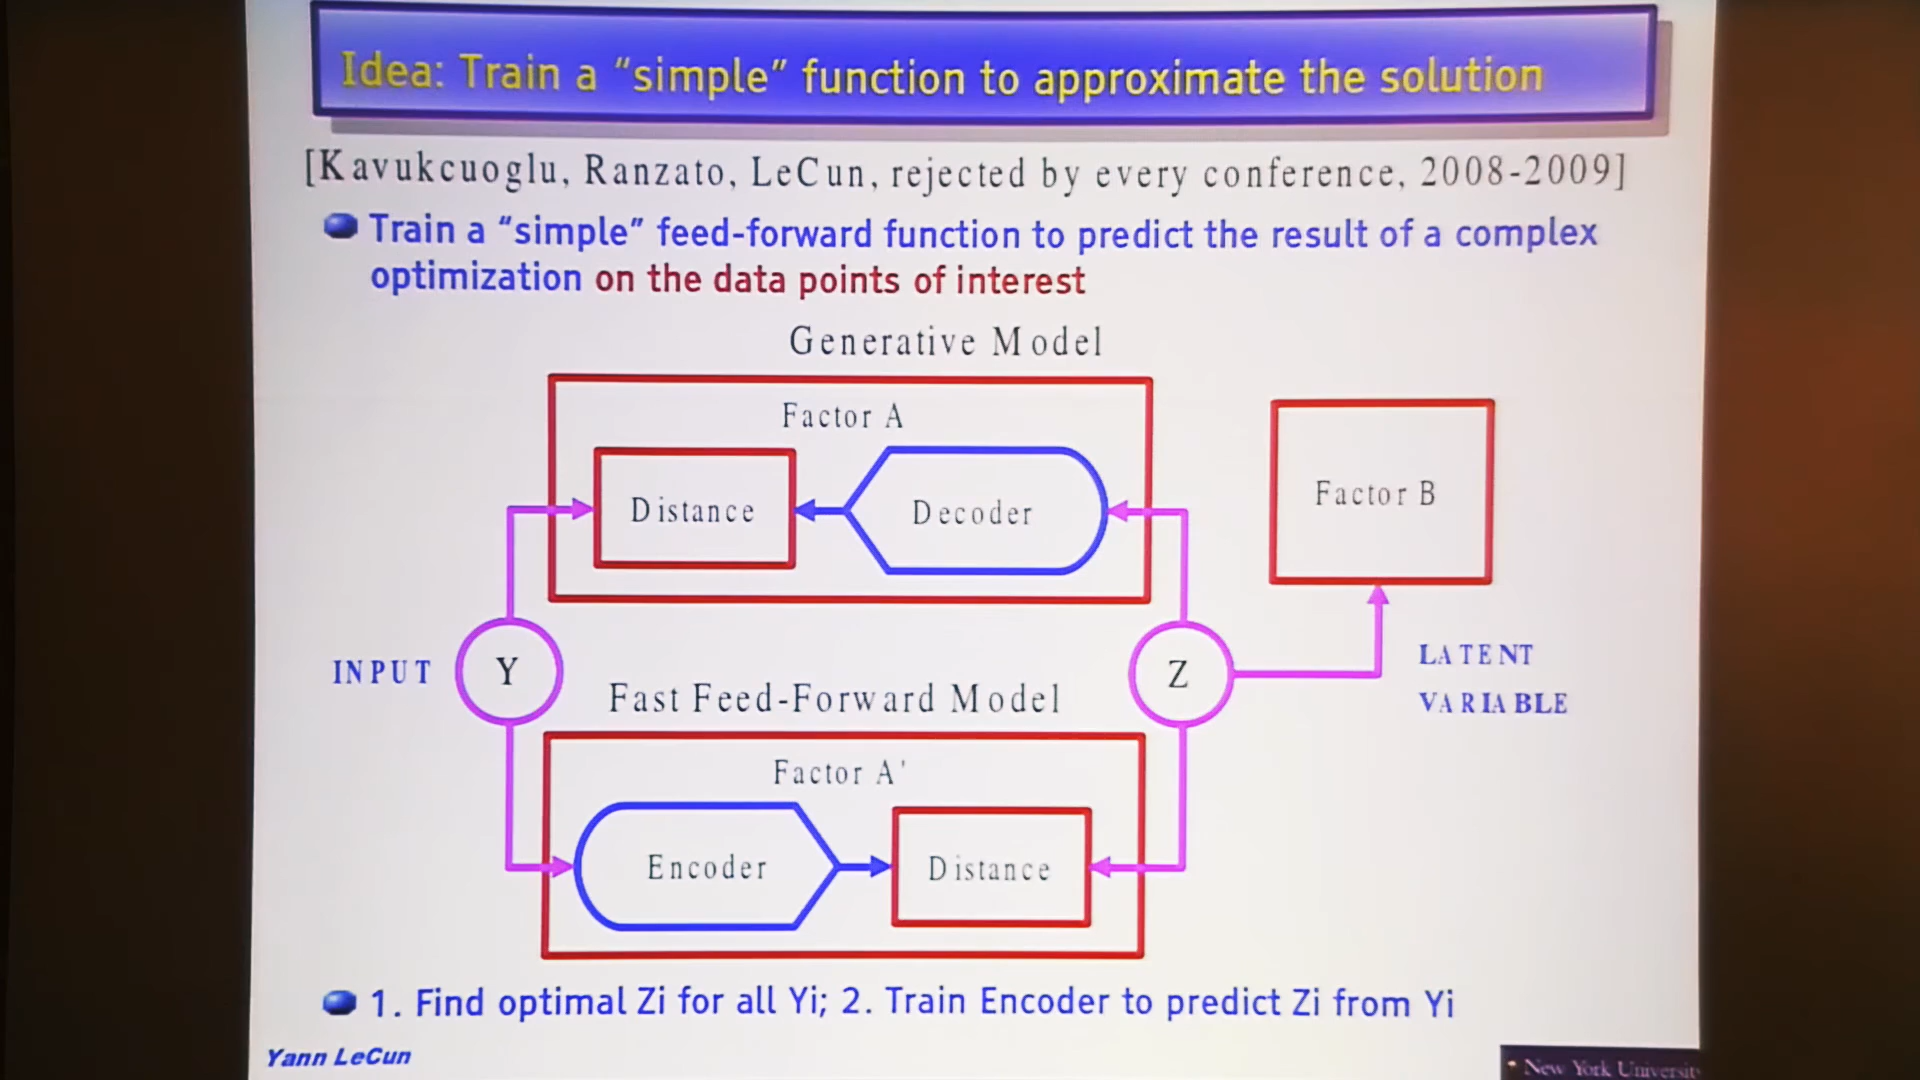 Idea: Train a “simple” function to approximate the solution
[Kavukcuoglu, Ranzato, LeCun, rejected by every conference, 2008-2009]
Train a “simple” feed-forward function to predict the result of a complex
optimization on the data points of interest
Generative Model
Factor A
Distance
Decoder
Factor B
INPUT
Y
Z
LATENT
VARIABLE
Fast Feed-Forward Model
Factor A'
Encoder
Distance
1. Find optimal Zi for all Yi; 2. Train Encoder to predict Zi from Yi
Yann LeCun
New York University